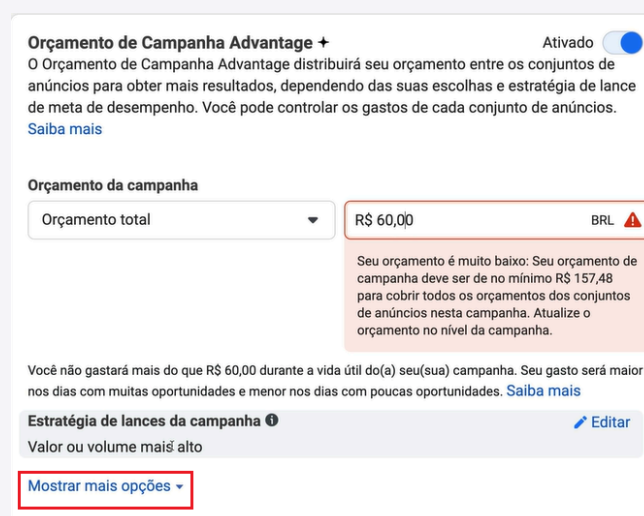 Orçamento de Campanha Advantage +
Ativado
O Orçamento de Campanha Advantage distribuirá seu orçamento entre os conjuntos de
anúncios para obter mais resultados, dependendo das suas escolhas e estratégia de lance
de meta de desempenho. Você pode controlar os gastos de cada conjunto de anúncios.
Saiba mais
Orçamento da campanha
Orçamento total
R$ 60,00
BRL
Seu orçamento é muito baixo: Seu orçamento de
campanha deve ser de no mínimo R$ 157,48
para cobrir todos os orçamentos dos conjuntos
de anúncios nesta campanha. Atualize o
orçamento no nível da campanha.
Você não gastará mais do que R$ 60,00 durante a vida útil do(a) seu(sua) campanha. Seu gasto será maior
nos dias com muitas oportunidades e menor nos dias com poucas oportunidades. Saiba mais
Estratégia de lances da campanha
Editar
Valor ou volume mais alto
Mostrar mais opções